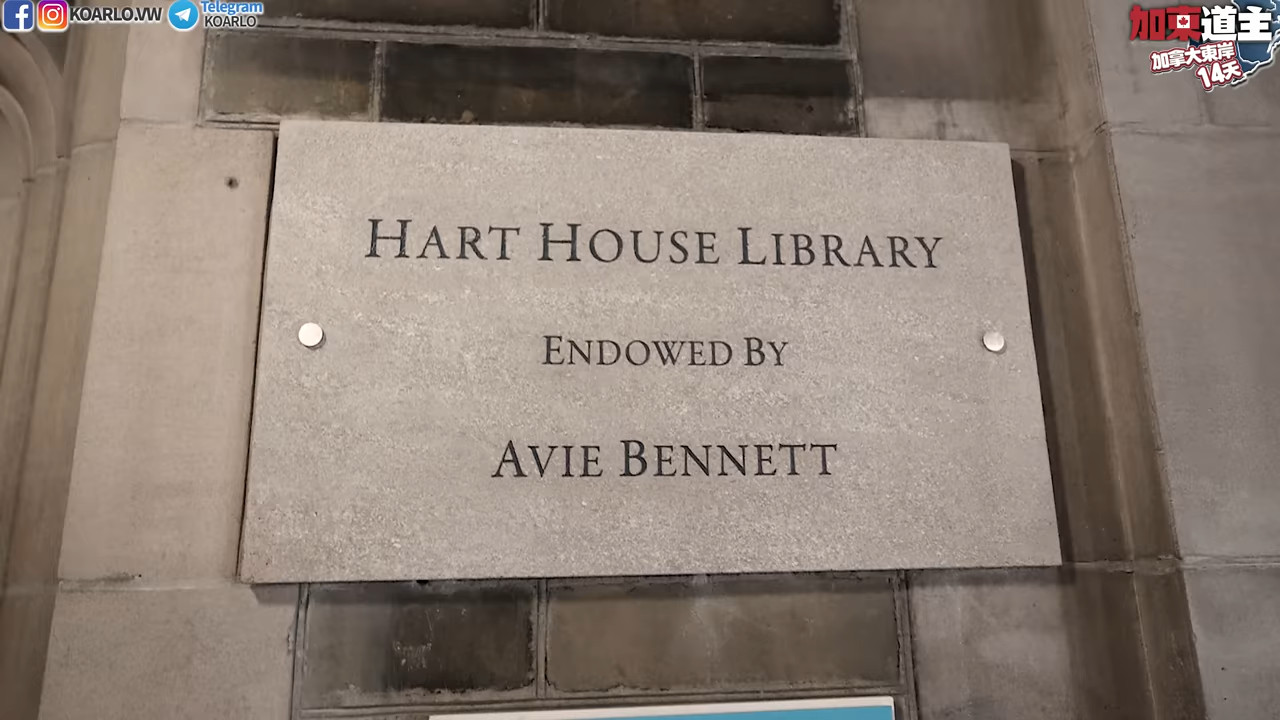 KOARLO.VW
Telegram
KOARLO
加東道主
加拿大東岸
14天
HART HOUSE LIBRARY
ENDOWED BY
AVIE BENNETT